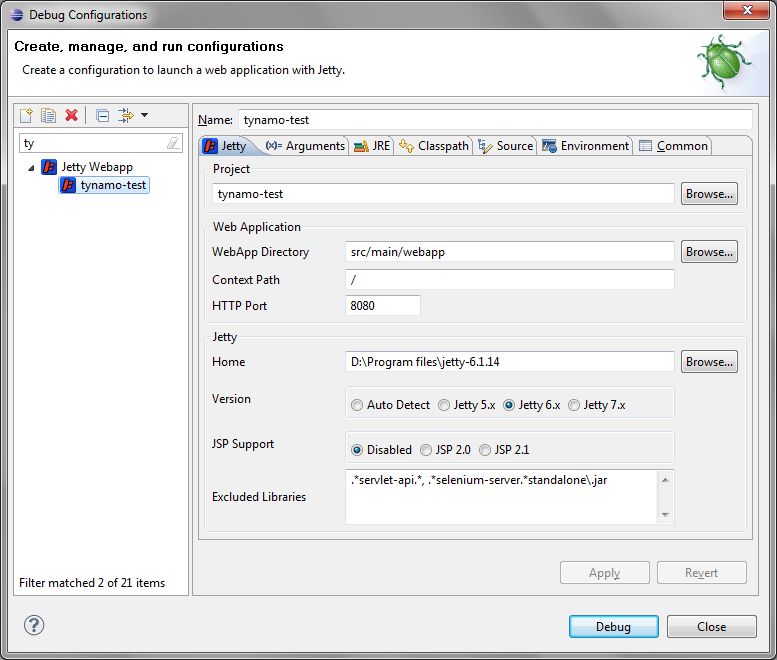 Debug Configurations
Create, manage, and run configurations
Create a configuration to launch a web application with Jetty.
ty
Jetty Webapp
tynamo-test
Filter matched 2 of 21 items
Name: tynamo-test
Jetty (x)= Arguments JRE Classpath Source Environment Common
Project
tynamo-test Browse...
Web Application
WebApp Directory src/main/webapp Browse...
Context Path /
HTTP Port 8080
Jetty
Home D:\Program files\jetty-6.1.14 Browse...
Version Auto Detect Jetty 5.x Jetty 6.x Jetty 7.x
JSP Support Disabled JSP 2.0 JSP 2.1
Excluded Libraries .*servlet-api.*, .*selenium-server.*standalone\.jar
Apply Revert
? Debug Close